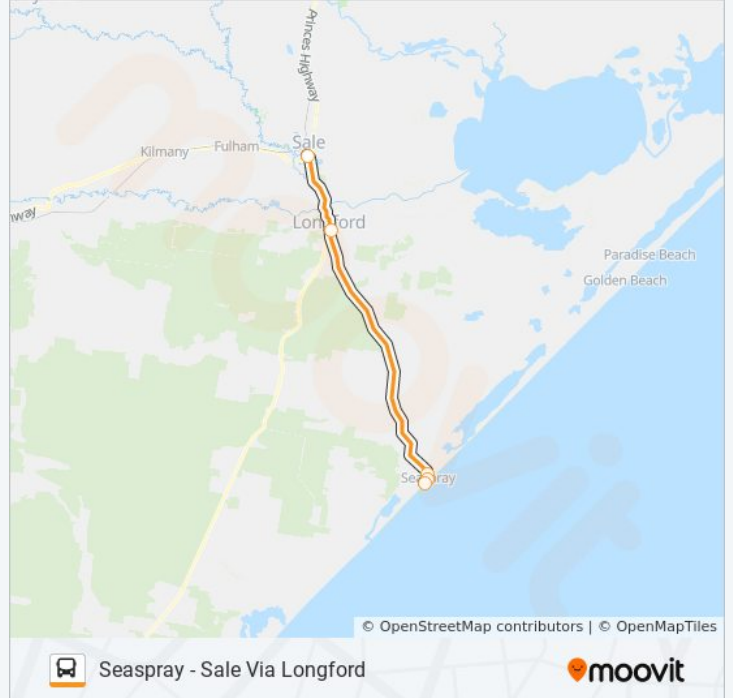 Princes Highway
Sale
Kilmany
Fulham
way
Longford
Paradise Beach
Golden Beach
Seaspray
moovit
© OpenStreetMap contributors | © OpenMapTiles
Seaspray - Sale Via Longford
moovit